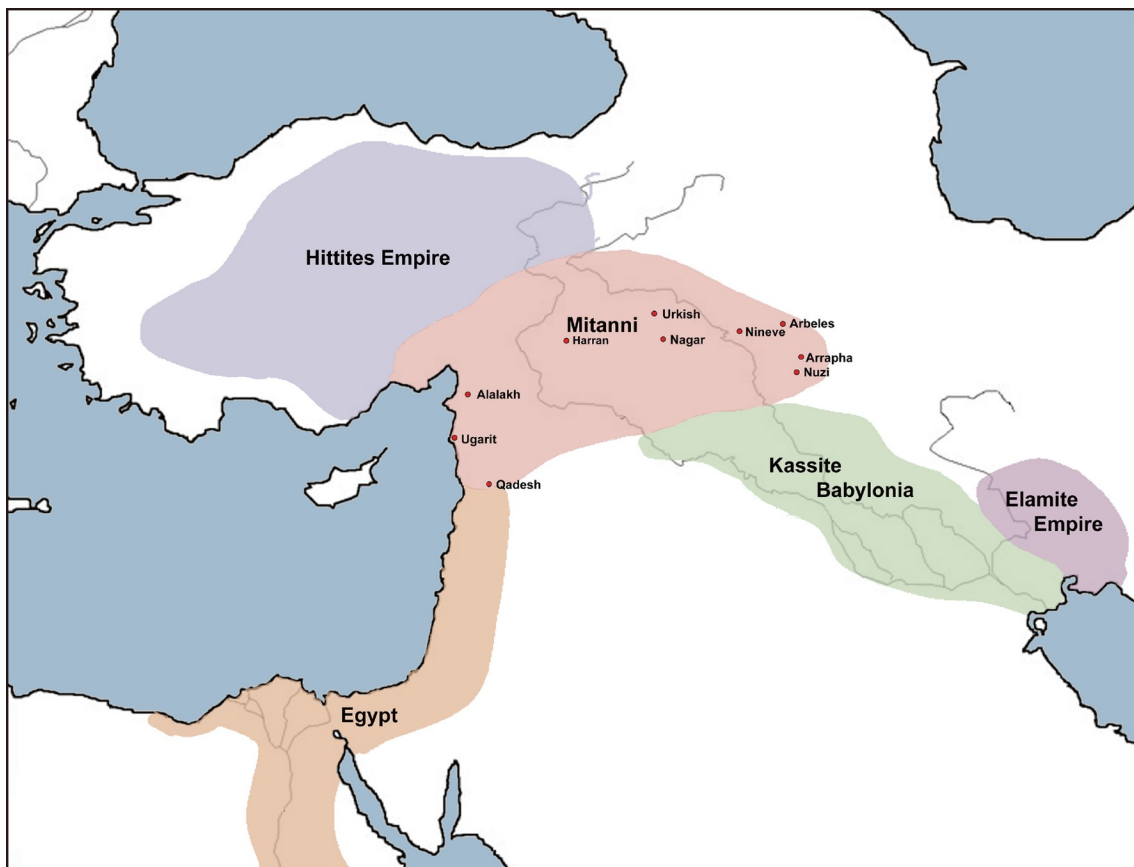 Hittites Empire
Urkish
Mitanni
Harran
Nagar
Nineve
Arbeles
Arrapha
Nuzi
Alalakh
Ugarit
Qadesh
Kassite
Babylonia
Elamite
Empire
Egypt